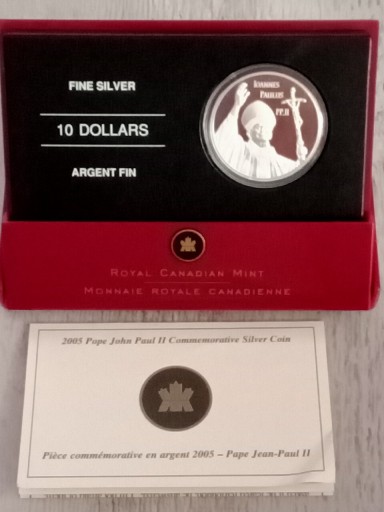 FINE SILVER
10 DOLLARS
ARGENT FIN
IOANNES
PAULUS
PP.II
ROYAL CANADIAN MINT
MONNAIE ROYALE CANADIENNE
2005 Pope John Paul II Commemorative Silver Coin
Pièce commémorative en argent 2005 – Pape Jean-Paul II